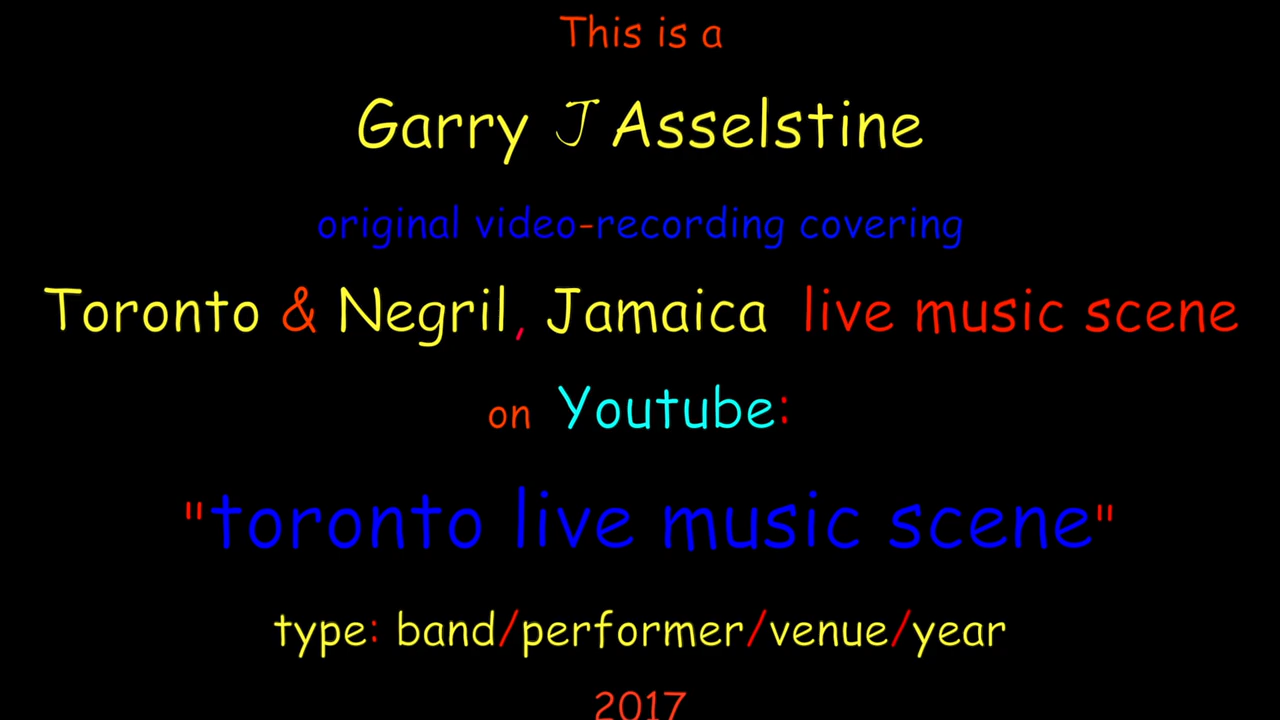 This is a
Garry J Asselstine
original video-recording covering
Toronto & Negril, Jamaica live music scene
on Youtube:
"toronto live music scene"
type: band/performer/venue/year
2017